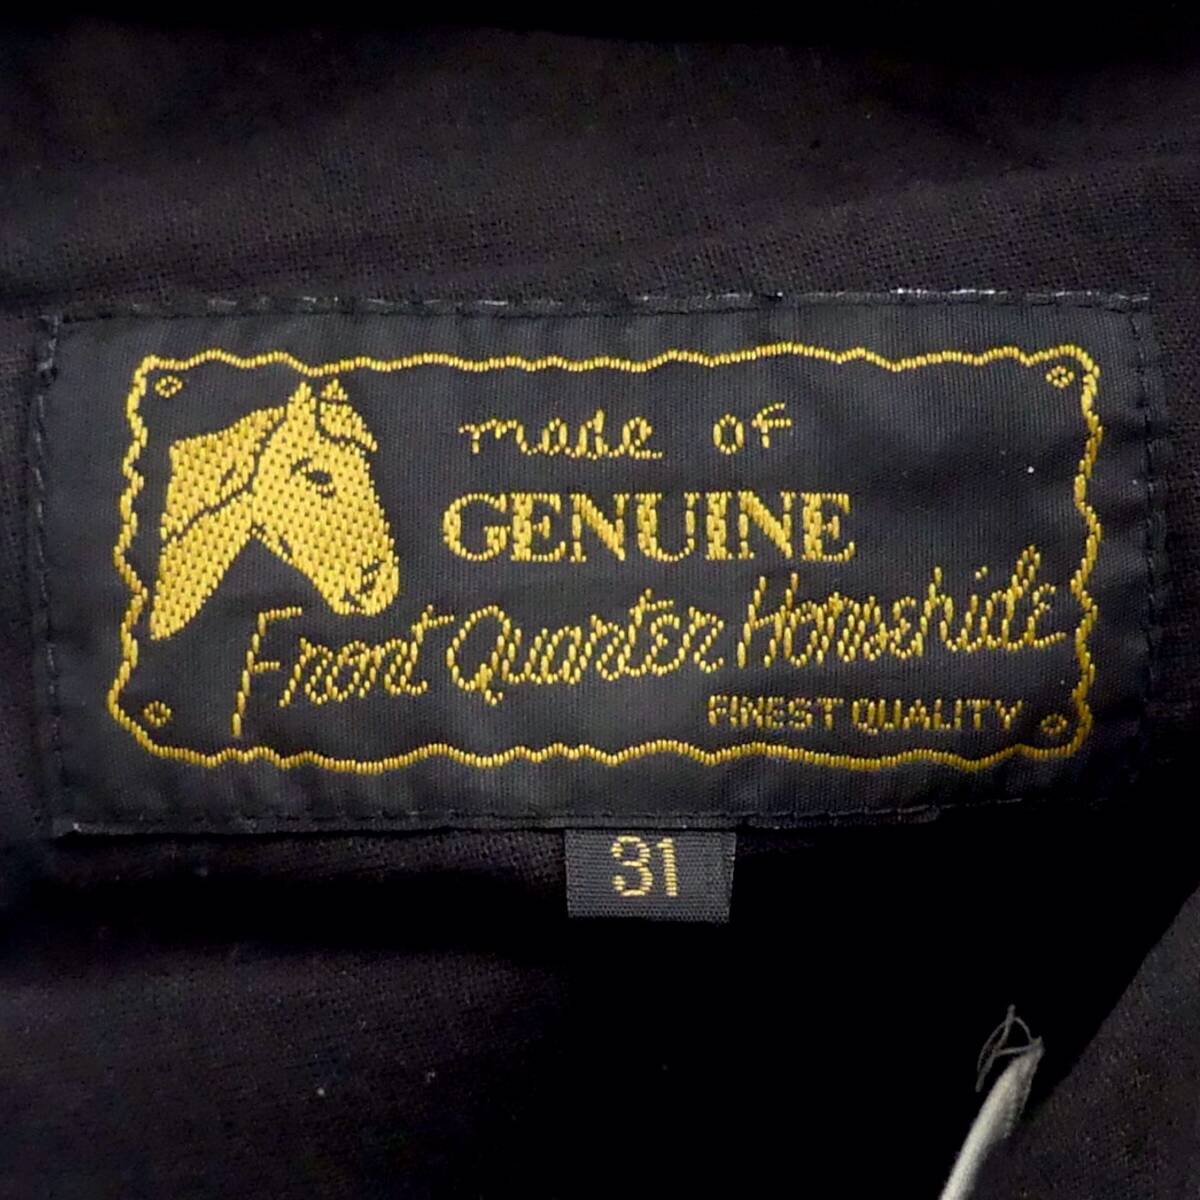 made of
GENUINE
Front Quarter Horsehide
FINEST QUALITY
31